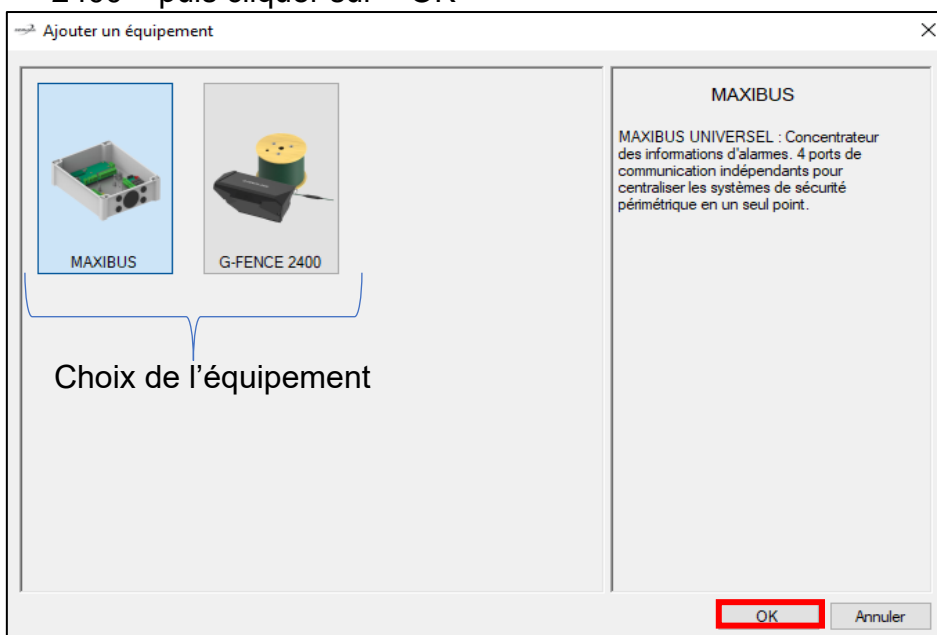 Ajouter un équipement
MAXIBUS
G-FENCE 2400
Choix de l’équipement
MAXIBUS
MAXIBUS UNIVERSEL : Concentrateur
des informations d'alarmes. 4 ports de
communication indépendants pour
centraliser les systèmes de sécurité
périmétrique en un seul point.
OK
Annuler